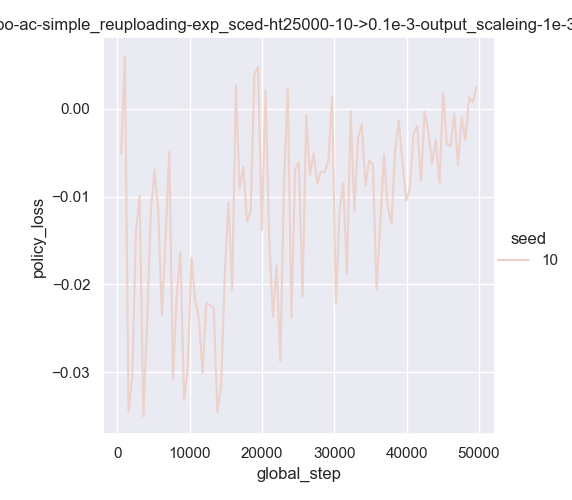 oo-ac-simple_reuploading-exp_sced-ht25000-10->0.1e-3-output_scaleing-1e-3
0.00
−0.01
−0.02
−0.03
policy_loss
0 10000 20000 30000 40000 50000
global_step
seed
10